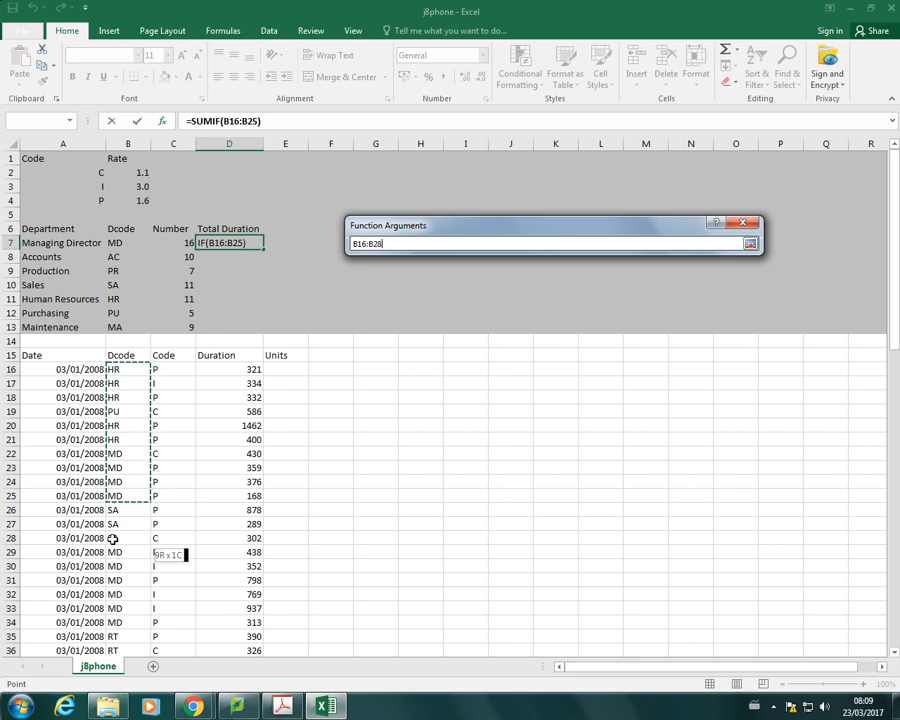 j8phone - Excel
File Home Insert Page Layout Formulas Data Review View Tell me what you want to do... Sign in Share
Paste 11 Wrap Text General Conditional Formatting Format as Table Cell Styles Insert Delete Format Sort & Filter Find & Select Sign and Encrypt
B I U A Merge & Center % ,
Clipboard Font Alignment Number Styles Cells Editing Privacy
fx =SUMIF(B16:B25)
A B C D E F G H I J K L M N O P Q R
1 Code Rate
2 C 1.1
3 I 3.0
4 P 1.6
5
6 Department Dcode Number Total Duration
7 Managing Director MD 16 IF(B16:B25)
8 Accounts AC 10
9 Production PR 7
10 Sales SA 11
11 Human Resources HR 11
12 Purchasing PU 5
13 Maintenance MA 9
14
15 Date Dcode Code Duration Units
16 03/01/2008 HR P 321
17 03/01/2008 HR I 334
18 03/01/2008 HR P 332
19 03/01/2008 PU C 586
20 03/01/2008 HR P 1462
21 03/01/2008 HR P 400
22 03/01/2008 MD C 430
23 03/01/2008 MD P 359
24 03/01/2008 MD P 376
25 03/01/2008 MD P 168
26 03/01/2008 SA P 878
27 03/01/2008 SA P 289
28 03/01/2008 C 302
29 03/01/2008 MD 438
9R x 1C
30 03/01/2008 MD I 352
31 03/01/2008 MD P 798
32 03/01/2008 MD I 769
33 03/01/2008 MD I 937
34 03/01/2008 MD P 313
35 03/01/2008 RT P 390
36 03/01/2008 RT C 326
Function Arguments
B16:B28
j8phone
Point 100%
08:09
23/03/2017